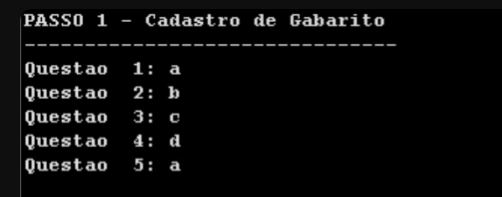 PASSO 1 - Cadastro de Gabarito
-------------------------------
Questao  1: a
Questao  2: b
Questao  3: c
Questao  4: d
Questao  5: a